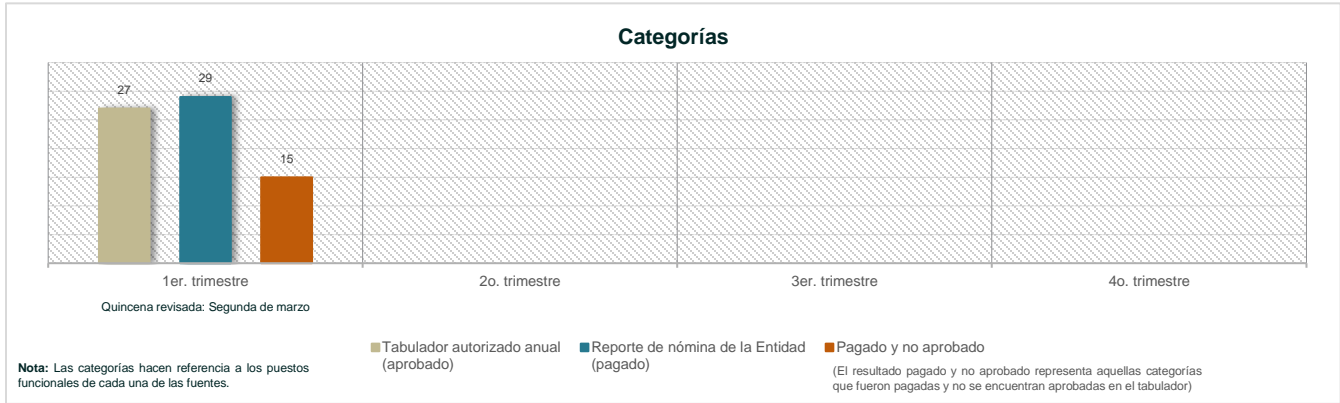 Categorías
27
29
15
1er. trimestre
2o. trimestre
3er. trimestre
4o. trimestre
Quincena revisada: Segunda de marzo
Tabulador autorizado anual
(aprobado)
Reporte de nómina de la Entidad
(pagado)
Pagado y no aprobado
(El resultado pagado y no aprobado representa aquellas categorías
que fueron pagadas y no se encuentran aprobadas en el tabulador)
Nota: Las categorías hacen referencia a los puestos
funcionales de cada una de las fuentes.